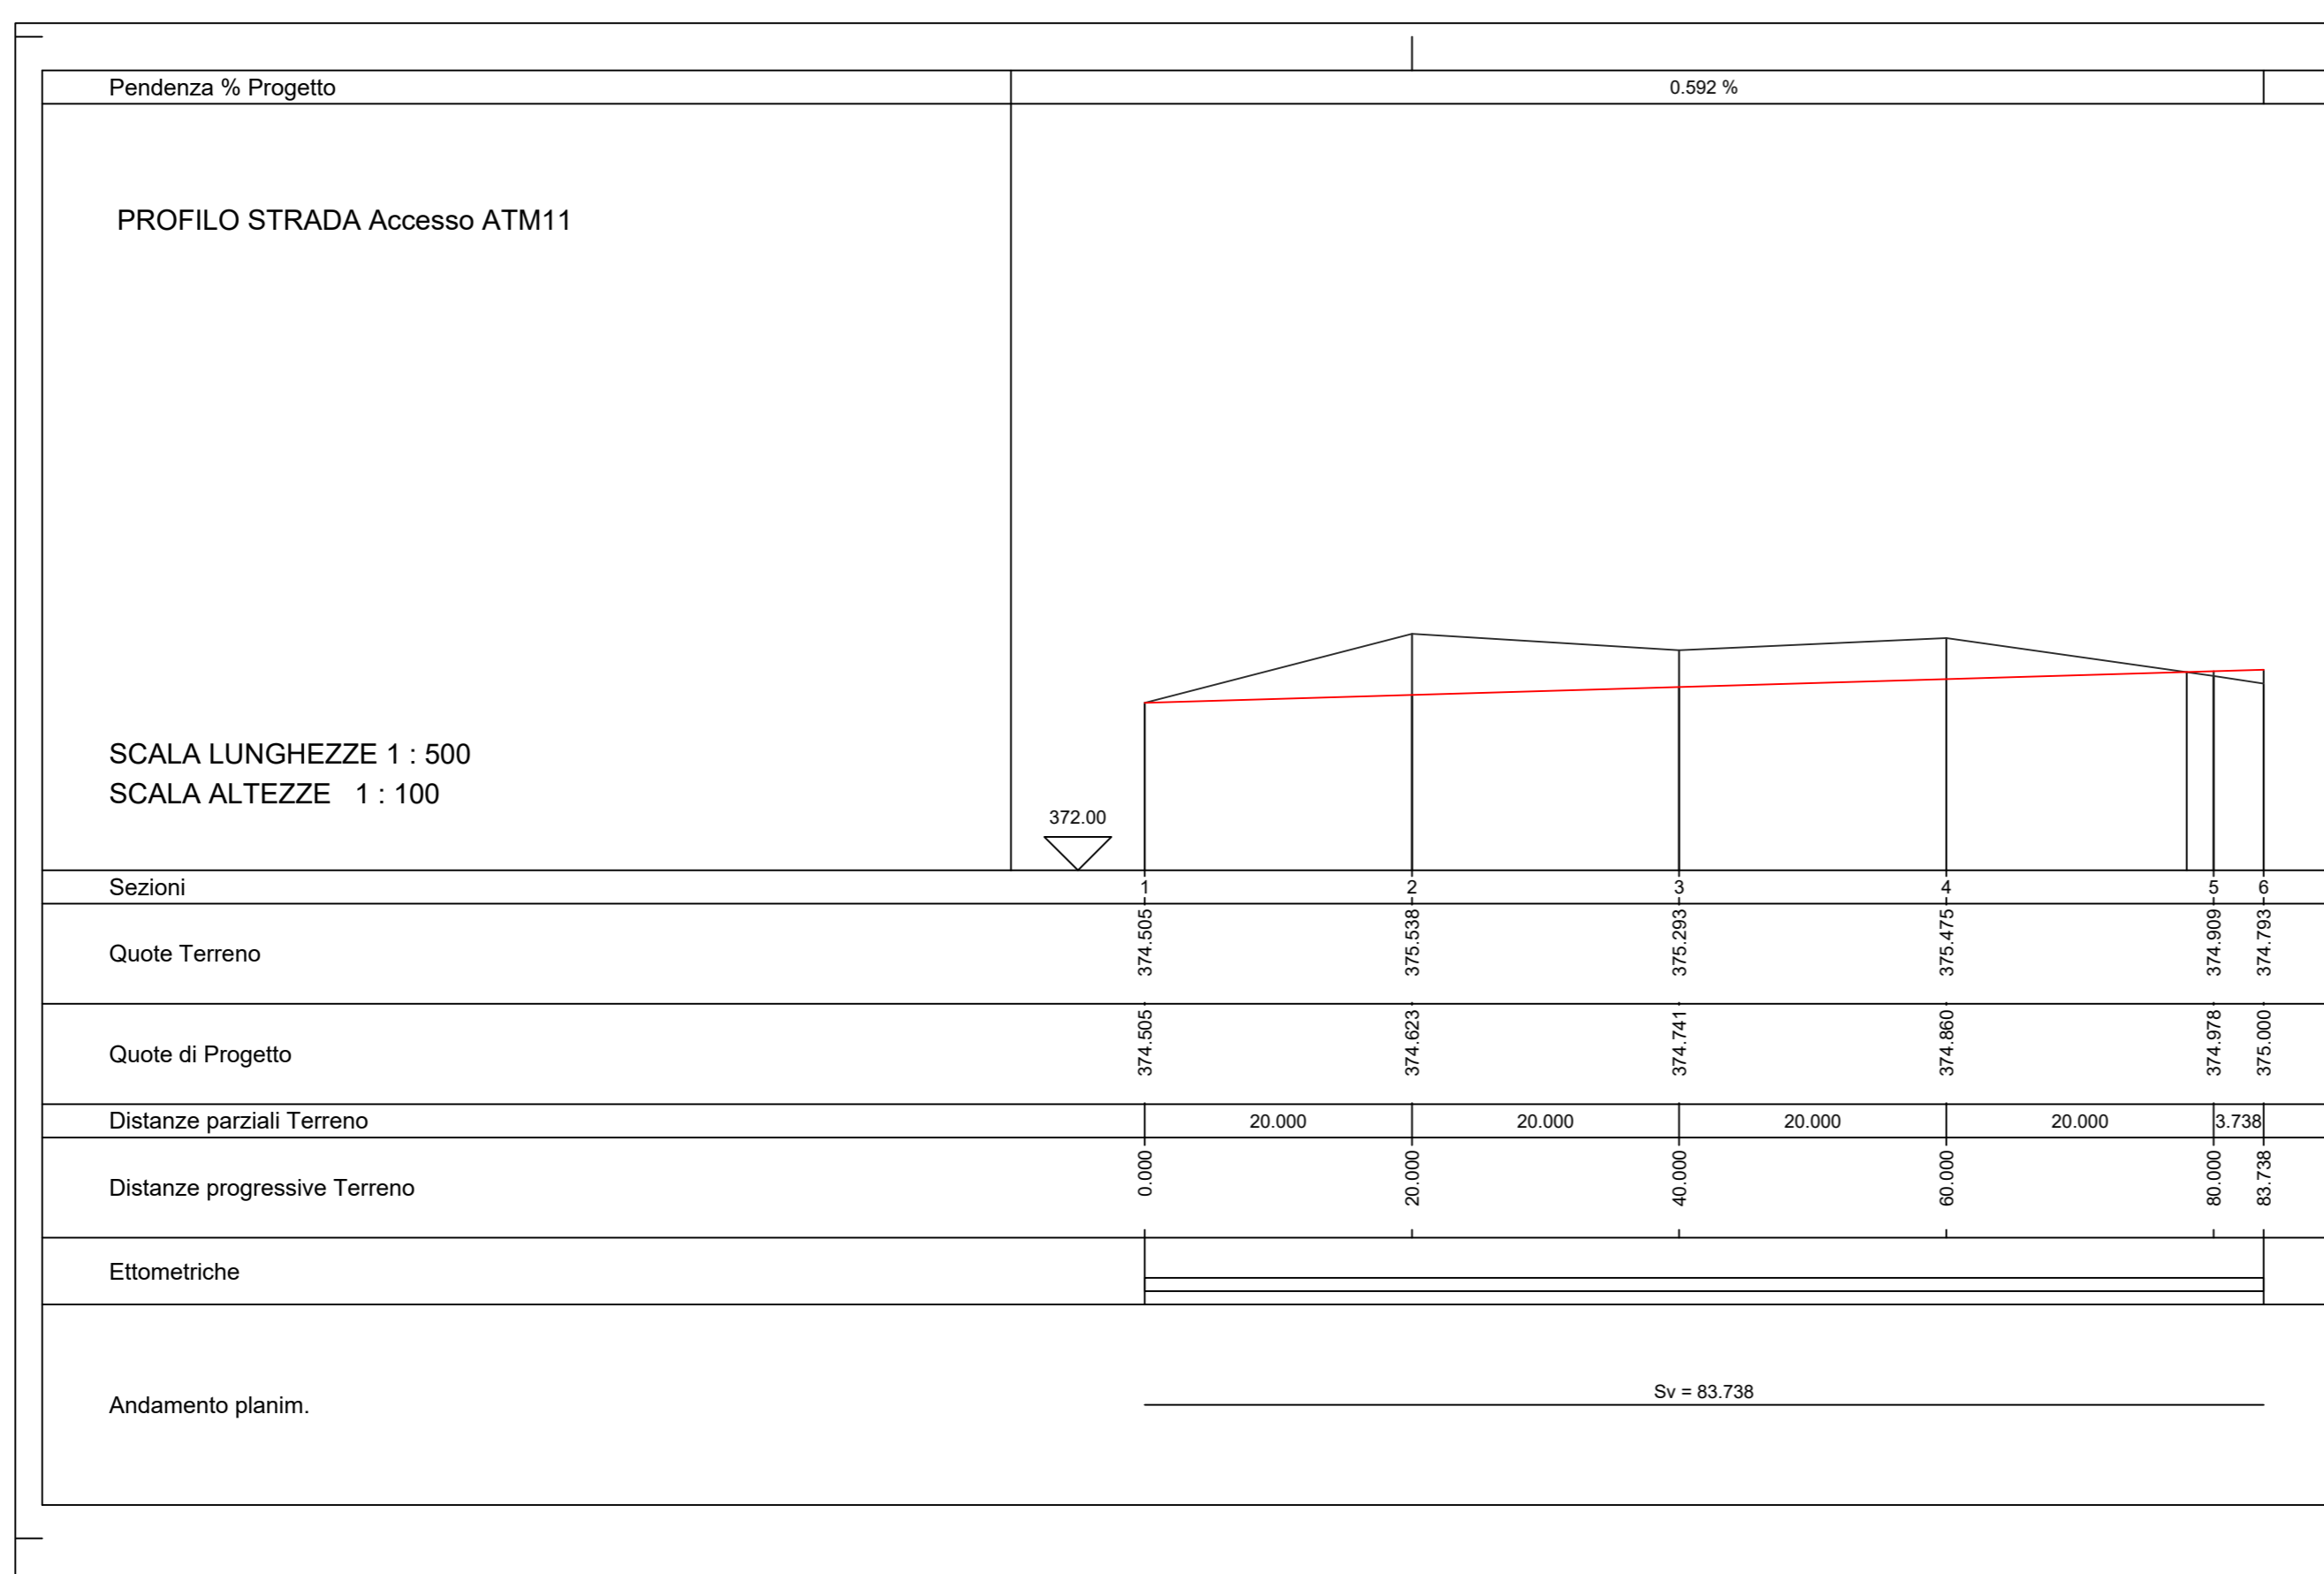 Pendenza % Progetto
0.592 %
PROFILO STRADA Accesso ATM11
SCALA LUNGHEZZE 1 : 500
SCALA ALTEZZE 1 : 100
372.00
Sezioni
1 2 3 4 5 6
Quote Terreno
374.505 375.538 375.293 375.475 374.909 374.793
Quote di Progetto
374.505 374.623 374.741 374.860 374.978 375.000
Distanze parziali Terreno
20.000 20.000 20.000 20.000 3.738
Distanze progressive Terreno
0.000 20.000 40.000 60.000 80.000 83.738
Ettometriche
Andamento planim.
Sv = 83.738